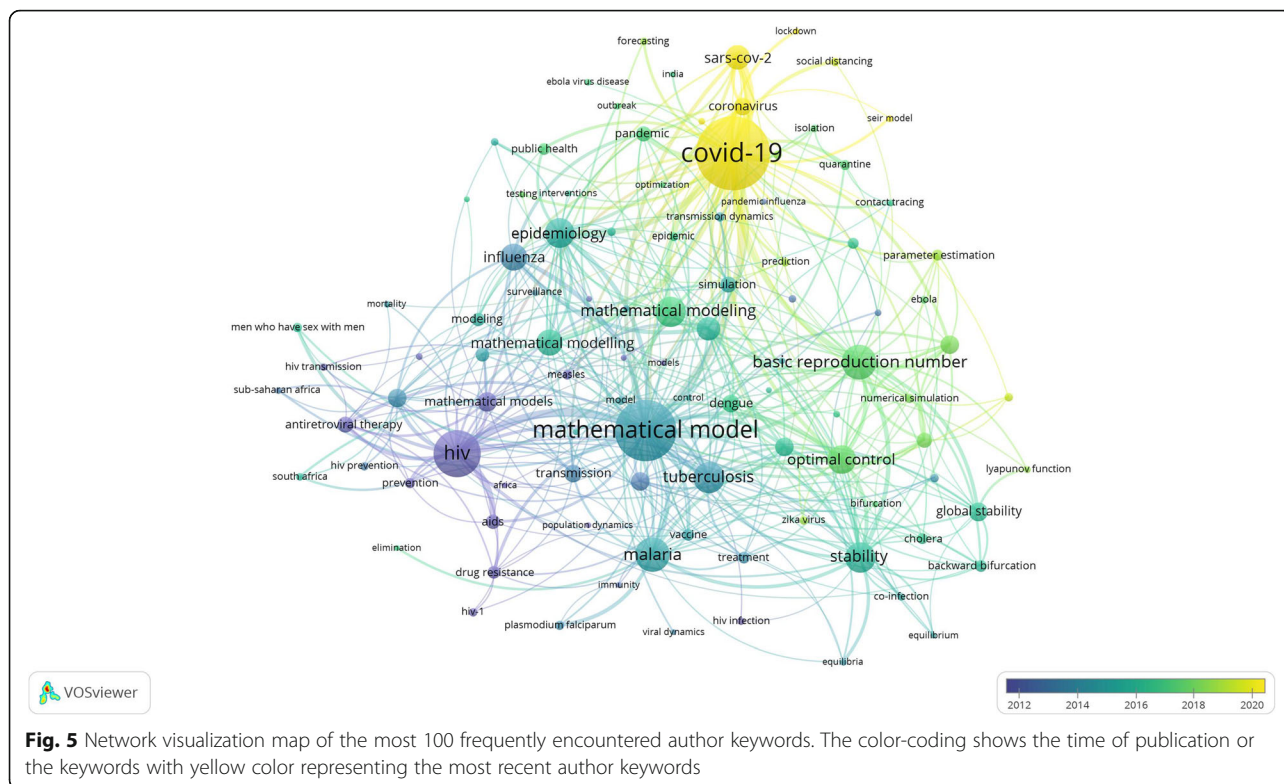 lockdown
forecasting
sars-cov-2
social distancing
india
ebola virus disease
coronavirus
outbreak
seir model
isolation
pandemic
covid-19
public health
quarantine
optimization
testing
interventions
contact tracing
pandemic influenza
transmission dynamics
epidemiology
epidemic
influenza
parameter estimation
prediction
simulation
surveillance
ebola
mortality
mathematical modeling
modeling
men who have sex with men
mathematical modelling
basic reproduction number
hiv transmission
models
measles
sub-saharan africa
numerical simulation
mathematical models
model
control
dengue
antiretroviral therapy
mathematical model
hiv
optimal control
hiv prevention
lyapunov function
south africa
transmission
tuberculosis
prevention
africa
bifurcation
global stability
aids
population dynamics
zika virus
vaccine
cholera
elimination
malaria
treatment
stability
backward bifurcation
drug resistance
immunity
co-infection
hiv-1
hiv infection
plasmodium falciparum
viral dynamics
equilibrium
equilibria
VOSviewer
2012 2014 2016 2018 2020
Fig. 5 Network visualization map of the most 100 frequently encountered author keywords. The color-coding shows the time of publication or
the keywords with yellow color representing the most recent author keywords